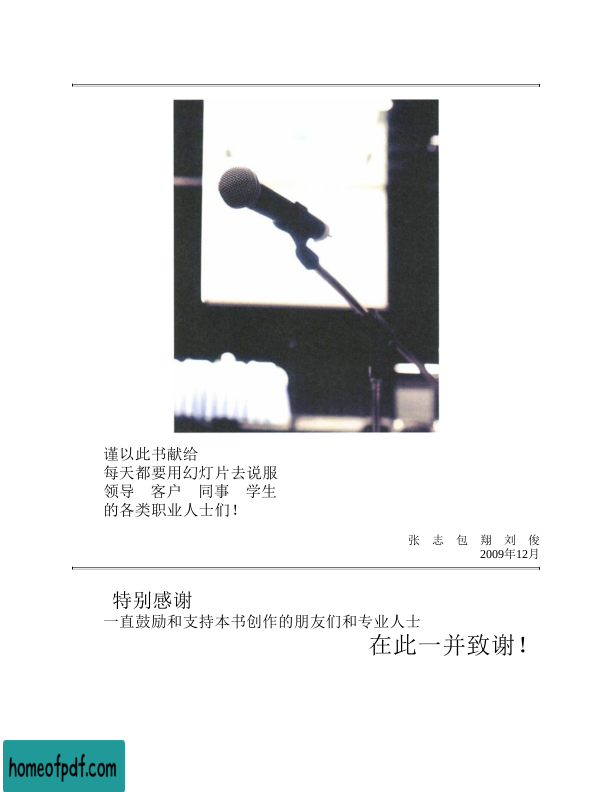 谨以此书献给
每天都要用幻灯片去说服
领导 客户 同事 学生
的各类职业人士们！
张 志 包 翔 刘 俊
2009年12月
特别感谢
一直鼓励和支持本书创作的朋友们和专业人士
在此一并致谢！
homeofpdf.com